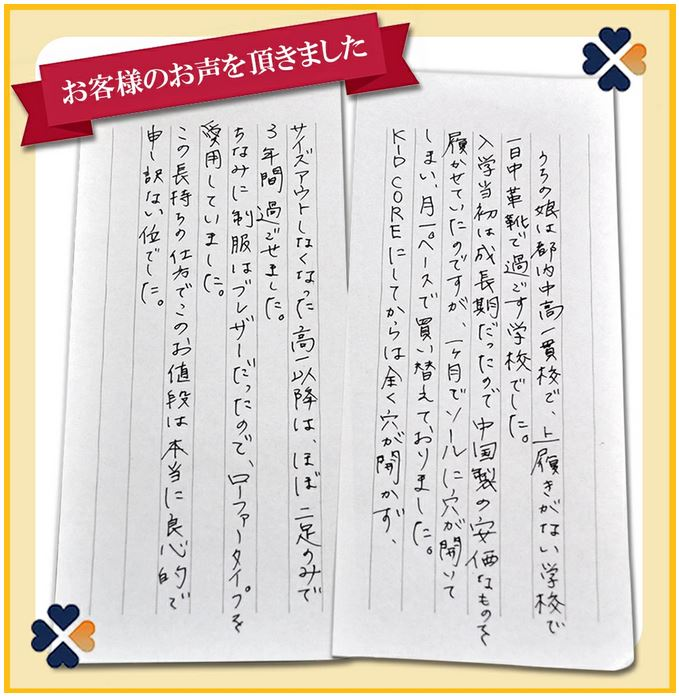 お客様のお声を頂きました
うちの娘は都内中高一貫校で、上履きがない学校で
一日中革靴で過ごす学校でした。
入学当初は成長期だったので中国製の安価なものを
履かせていたのですが、一ヶ月でソールに穴が開いて
しまい、月一ペースで買い替えておりました。
K-D COREにしてからは全く穴が開かず、
サイズアウトしなくなった高一以降は、ほぼ二足のみで
3年間過ごせました。
ちなみに制服はブレザーだったので、ローファータイプを
愛用していました。
この長持ちの仕方でこのお値段は本当に良心的で
申し訳ない位でした。